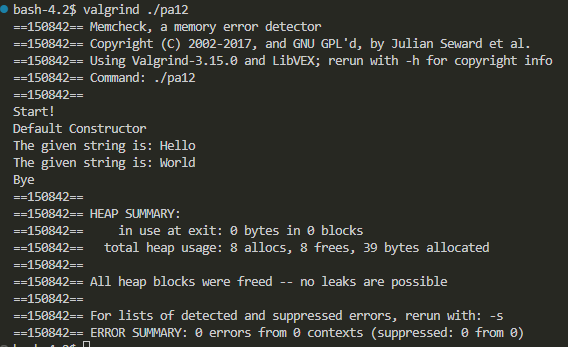 bash-4.2$ valgrind ./pa12
==150842== Memcheck, a memory error detector
==150842== Copyright (C) 2002-2017, and GNU GPL'd, by Julian Seward et al.
==150842== Using Valgrind-3.15.0 and LibVEX; rerun with -h for copyright info
==150842== Command: ./pa12
==150842==
Start!
Default Constructor
The given string is: Hello
The given string is: World
Bye
==150842==
==150842== HEAP SUMMARY:
==150842==     in use at exit: 0 bytes in 0 blocks
==150842==   total heap usage: 8 allocs, 8 frees, 39 bytes allocated
==150842==
==150842== All heap blocks were freed -- no leaks are possible
==150842==
==150842== For lists of detected and suppressed errors, rerun with: -s
==150842== ERROR SUMMARY: 0 errors from 0 contexts (suppressed: 0 from 0)
bash-4.2$